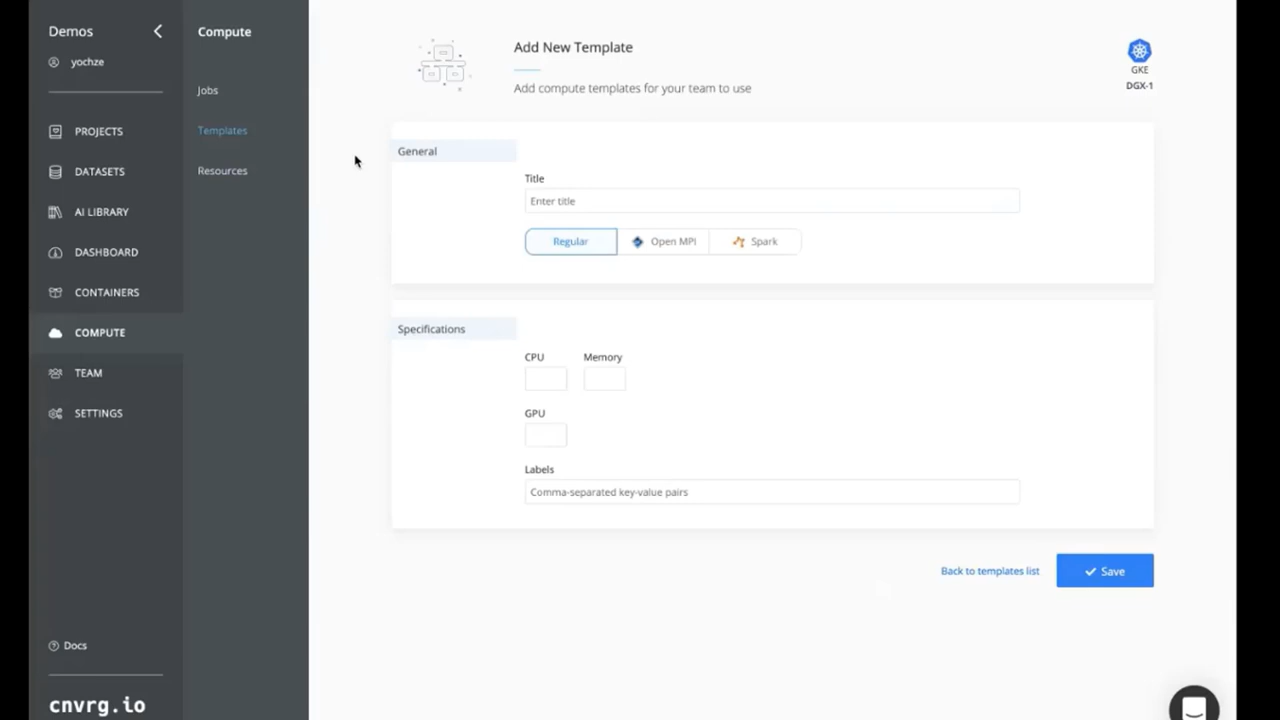 Demos
yochze
PROJECTS
DATASETS
AI LIBRARY
DASHBOARD
CONTAINERS
COMPUTE
TEAM
SETTINGS
Docs
cnvrg.io
Compute
Jobs
Templates
Resources
Add New Template
Add compute templates for your team to use
GKE
DGX-1
General
Title
Enter title
Regular Open MPI Spark
Specifications
CPU Memory
GPU
Labels
Comma-separated key-value pairs
Back to templates list Save